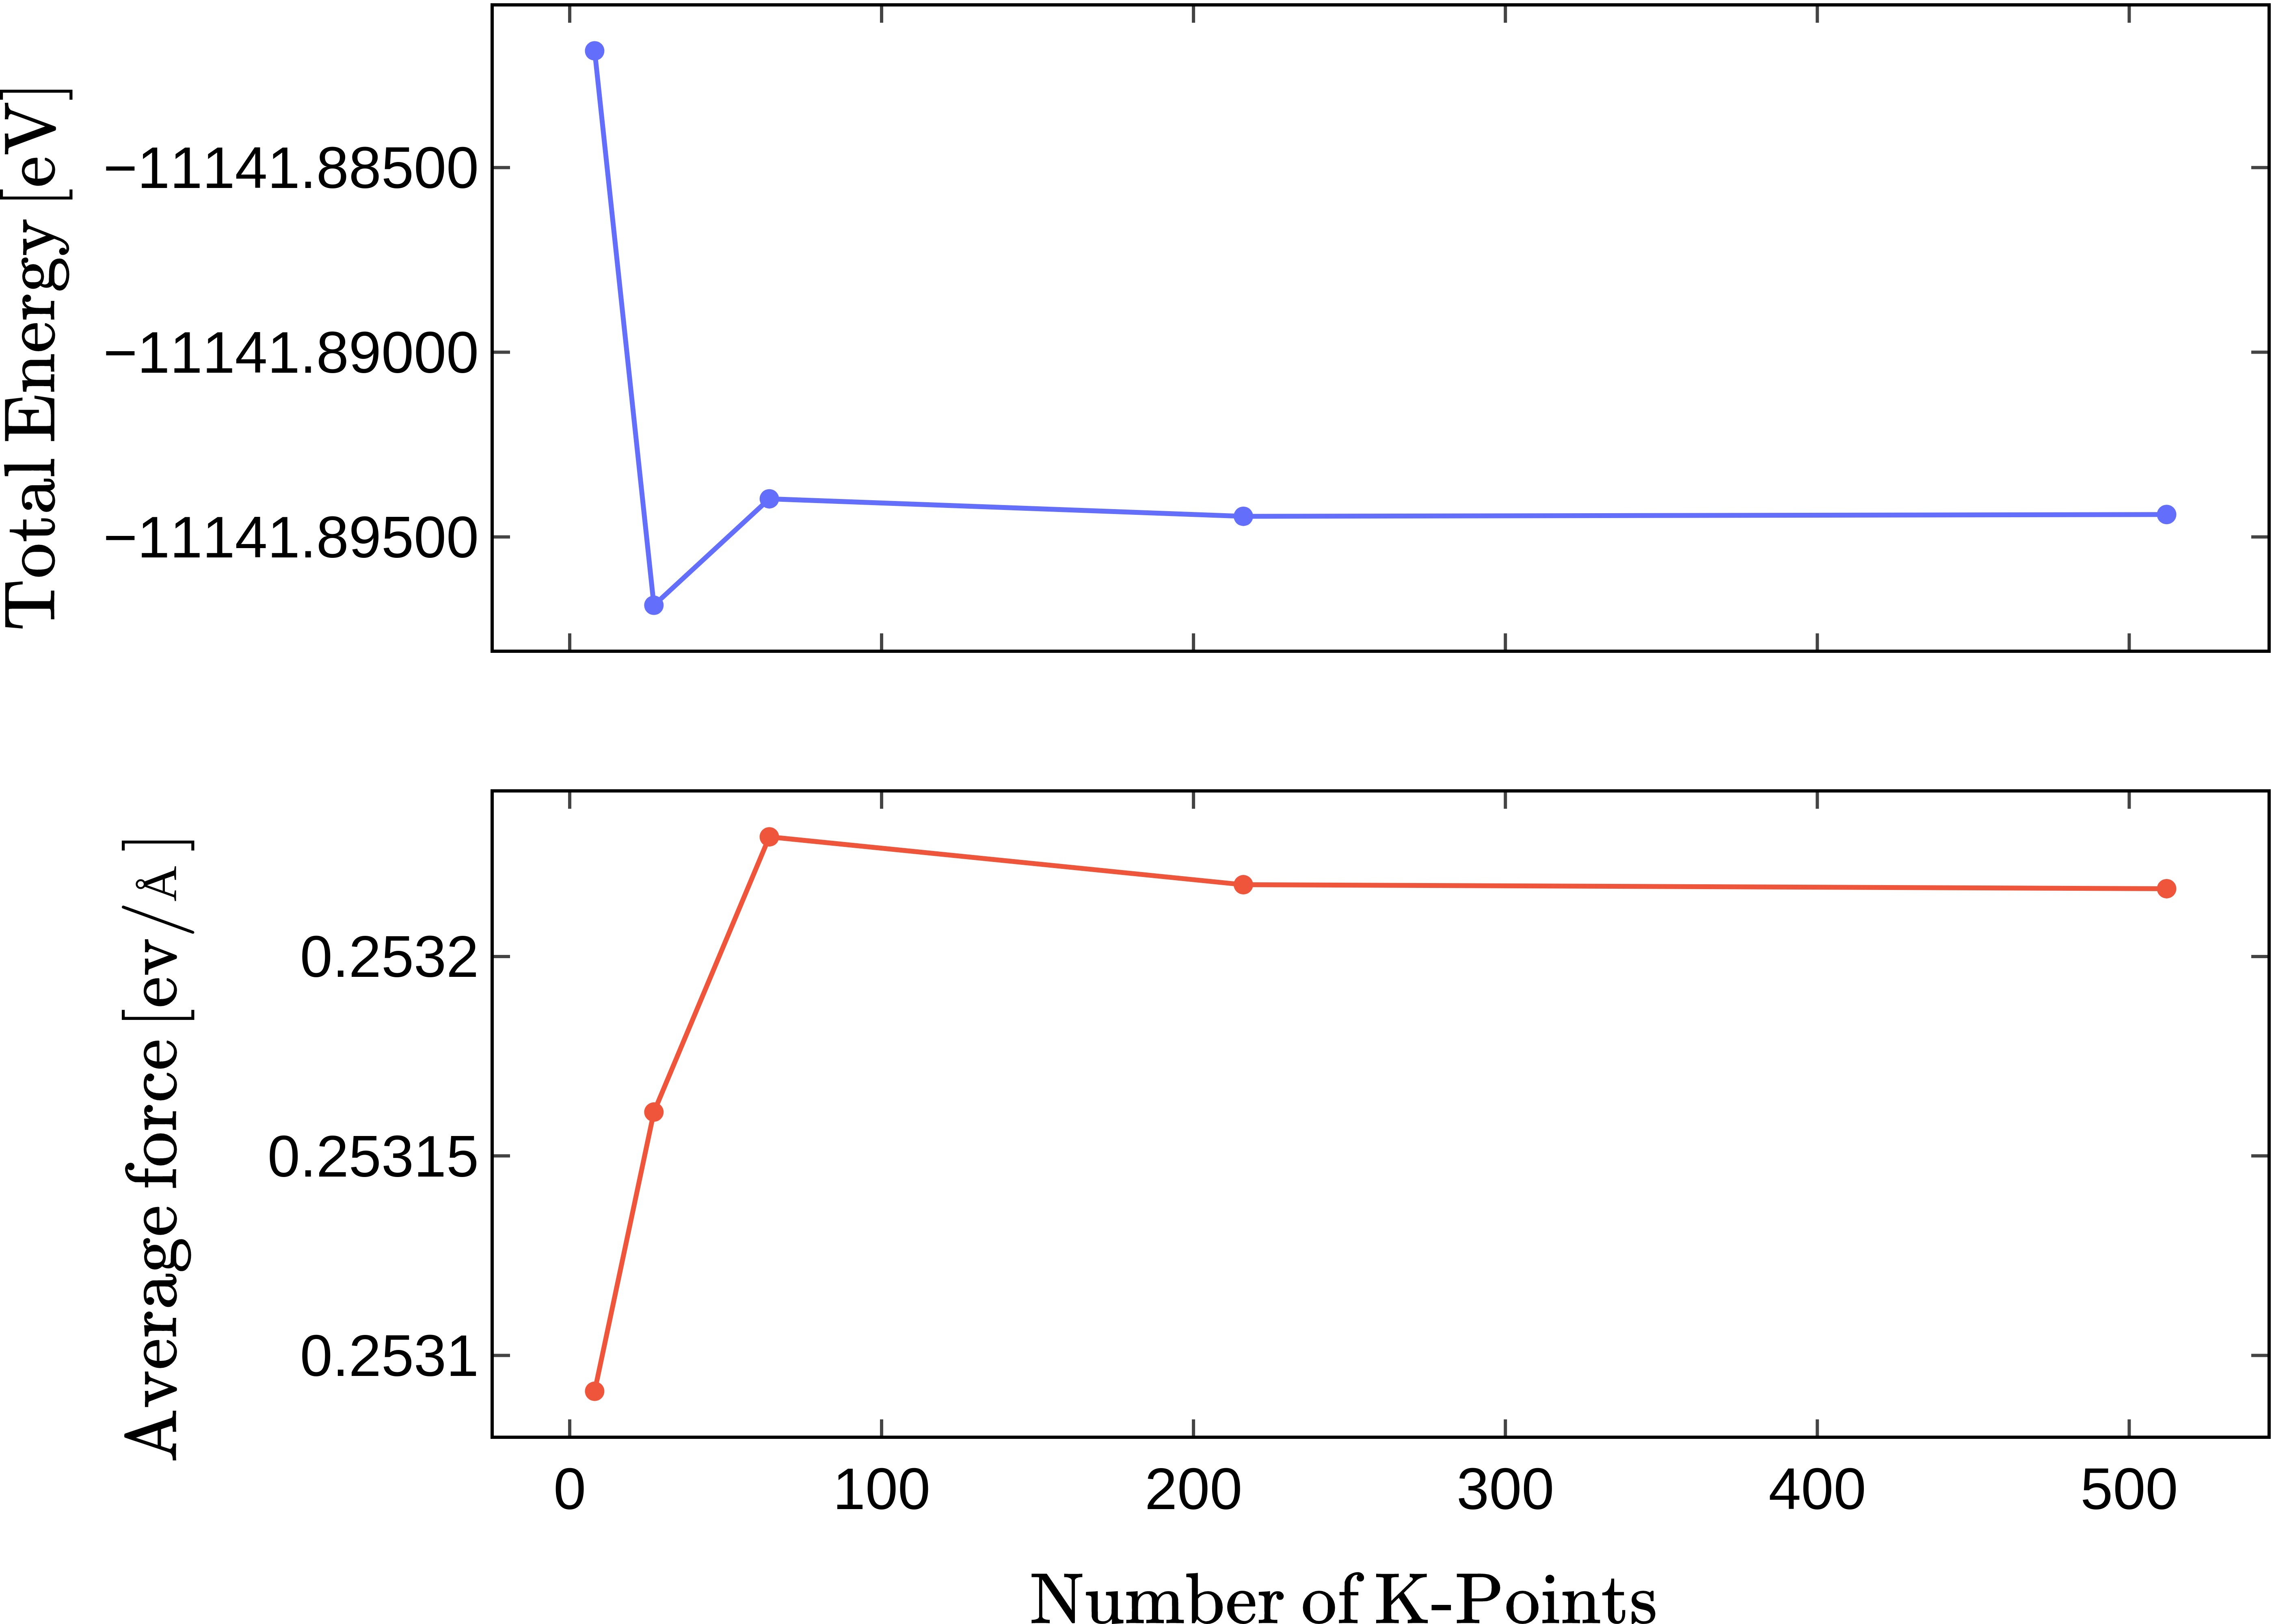 Total Energy [eV]
−11141.88500
−11141.89000
−11141.89500
Average force [ev/Å]
0.2532
0.25315
0.2531
0 100 200 300 400 500
Number of K-Points